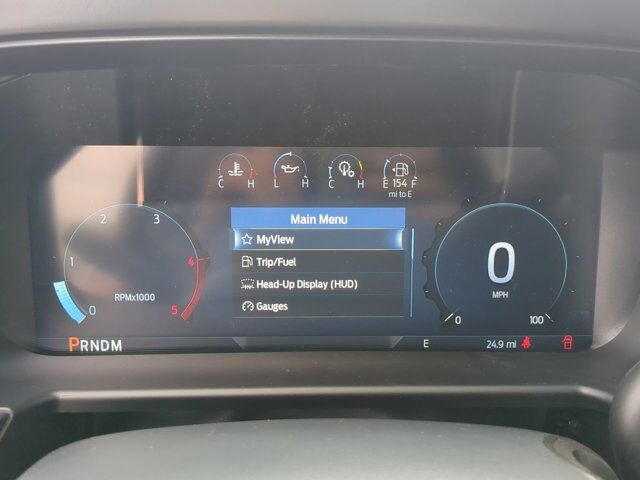 C H L H C H E 154 F
mi to E
Main Menu
MyView
Trip/Fuel
Head-Up Display (HUD)
Gauges
0 1 2 3 4 5
RPMx1000
0
MPH
0 100
PRNDM
E
24.9 mi